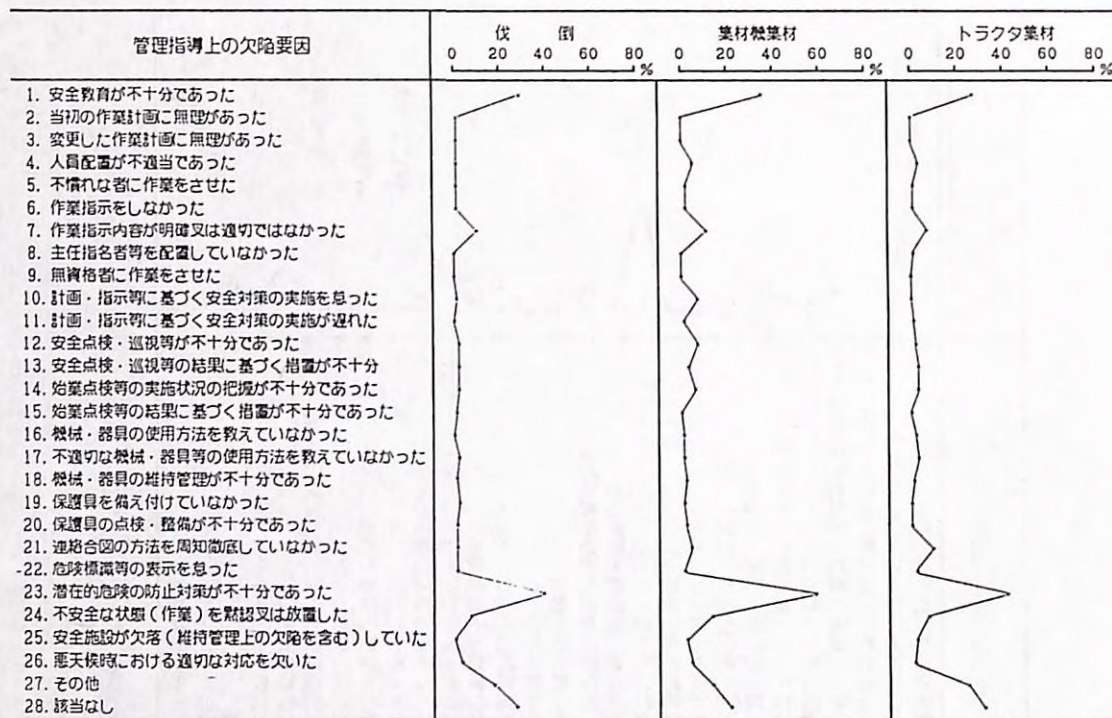 管理指導上の欠陥要因
伐 倒
0 20 40 60 80 %
集材機集材
0 20 40 60 80 %
トラクタ集材
0 20 40 60 80 %
1. 安全教育が不十分であった
2. 当初の作業計画に無理があった
3. 変更した作業計画に無理があった
4. 人員配置が不適当であった
5. 不慣れな者に作業をさせた
6. 作業指示をしなかった
7. 作業指示内容が明確又は適切ではなかった
8. 主任指名者等を配置していなかった
9. 無資格者に作業をさせた
10. 計画・指示等に基づく安全対策の実施を怠った
11. 計画・指示等に基づく安全対策の実施が遅れた
12. 安全点検・巡視等が不十分であった
13. 安全点検・巡視等の結果に基づく措置が不十分
14. 始業点検等の実施状況の把握が不十分であった
15. 始業点検等の結果に基づく措置が不十分であった
16. 機械・器具の使用方法を教えていなかった
17. 不適切な機械・器具等の使用方法を教えていなかった
18. 機械・器具の維持管理が不十分であった
19. 保護具を備え付けていなかった
20. 保護具の点検・整備が不十分であった
21. 連絡合図の方法を周知徹底していなかった
22. 危険標識等の表示を怠った
23. 潜在的危険の防止対策が不十分であった
24. 不安全な状態(作業)を黙認又は放置した
25. 安全施設が欠落(維持管理上の欠陥を含む)していた
26. 悪天候時における適切な対応を欠いた
27. その他
28. 該当なし